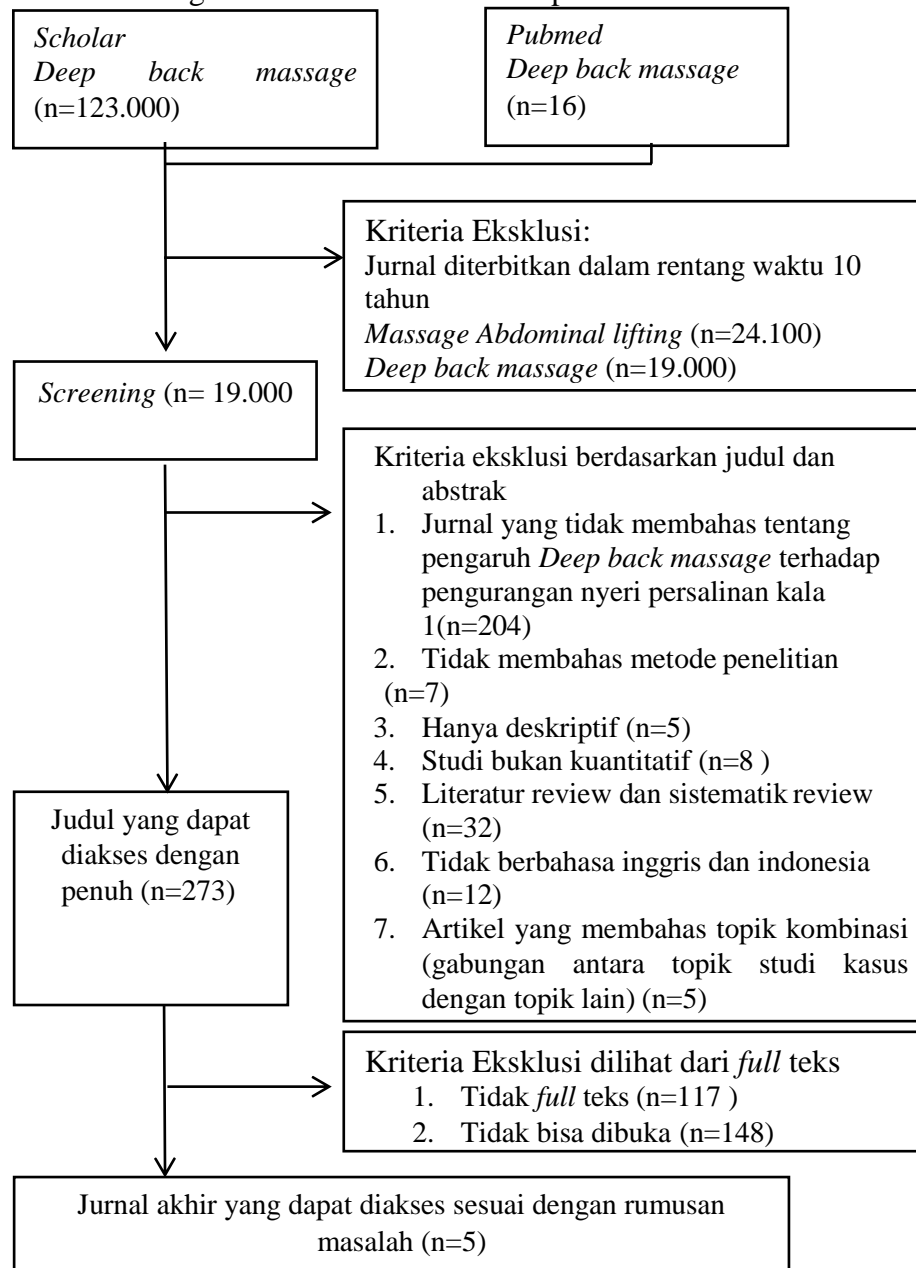 Scholar
Deep back massage
(n=123.000)
Pubmed
Deep back massage
(n=16)
Kriteria Eksklusi:
Jurnal diterbitkan dalam rentang waktu 10
tahun
Massage Abdominal lifting (n=24.100)
Deep back massage (n=19.000)
Screening (n= 19.000
Kriteria eksklusi berdasarkan judul dan
abstrak
1. Jurnal yang tidak membahas tentang
pengaruh Deep back massage terhadap
pengurangan nyeri persalinan kala
1(n=204)
2. Tidak membahas metode penelitian
(n=7)
3. Hanya deskriptif (n=5)
4. Studi bukan kuantitatif (n=8 )
5. Literatur review dan sistematik review
(n=32)
6. Tidak berbahasa inggris dan indonesia
(n=12)
7. Artikel yang membahas topik kombinasi
(gabungan antara topik studi kasus
dengan topik lain) (n=5)
Judul yang dapat
diakses dengan
penuh (n=273)
Kriteria Eksklusi dilihat dari full teks
1. Tidak full teks (n=117 )
2. Tidak bisa dibuka (n=148)
Jurnal akhir yang dapat diakses sesuai dengan rumusan
masalah (n=5)